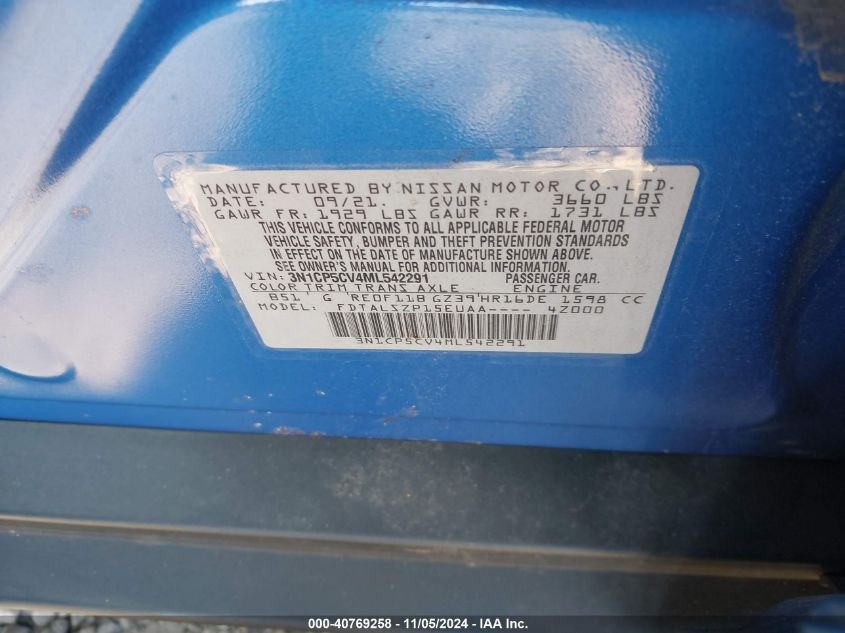 MANUFACTURED BY NISSAN MOTOR CO., LTD.
DATE: 09/21. GVWR: 3660 LBS
GAWR FR: 1929 LBS GAWR RR: 1731 LBS
THIS VEHICLE CONFORMS TO ALL APPLICABLE FEDERAL MOTOR
VEHICLE SAFETY, BUMPER AND THEFT PREVENTION STANDARDS
IN EFFECT ON THE DATE OF MANUFACTURE SHOWN ABOVE.
SEE OWNER'S MANUAL FOR ADDITIONAL INFORMATION.
VIN: 3N1CP5CV4ML542291 PASSENGER CAR.
COLOR TRIM TRANS AXLE ENGINE
B51 G RE0F11B GZ39 HR16DE 1598 CC
MODEL: FDTALSZP15EUAA---- 4Z000
3N1CP5CV4ML542291
000-40769258 - 11/05/2024 - IAA Inc.